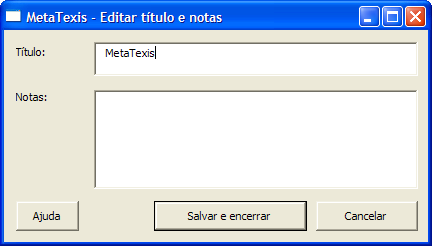 MetaTexis - Editar título e notas
Título:
MetaTexis
Notas:
Ajuda
Salvar e encerrar
Cancelar